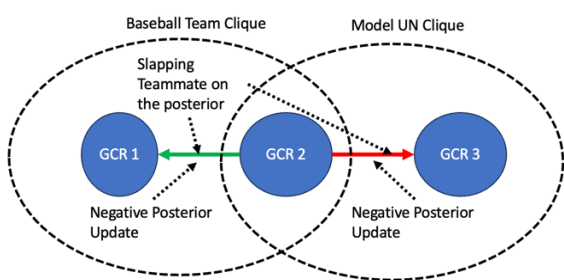 Baseball Team Clique
Model UN Clique
Slapping
Teammate on
the posterior
GCR 1
GCR 2
GCR 3
Negative Posterior
Update
Negative Posterior
Update